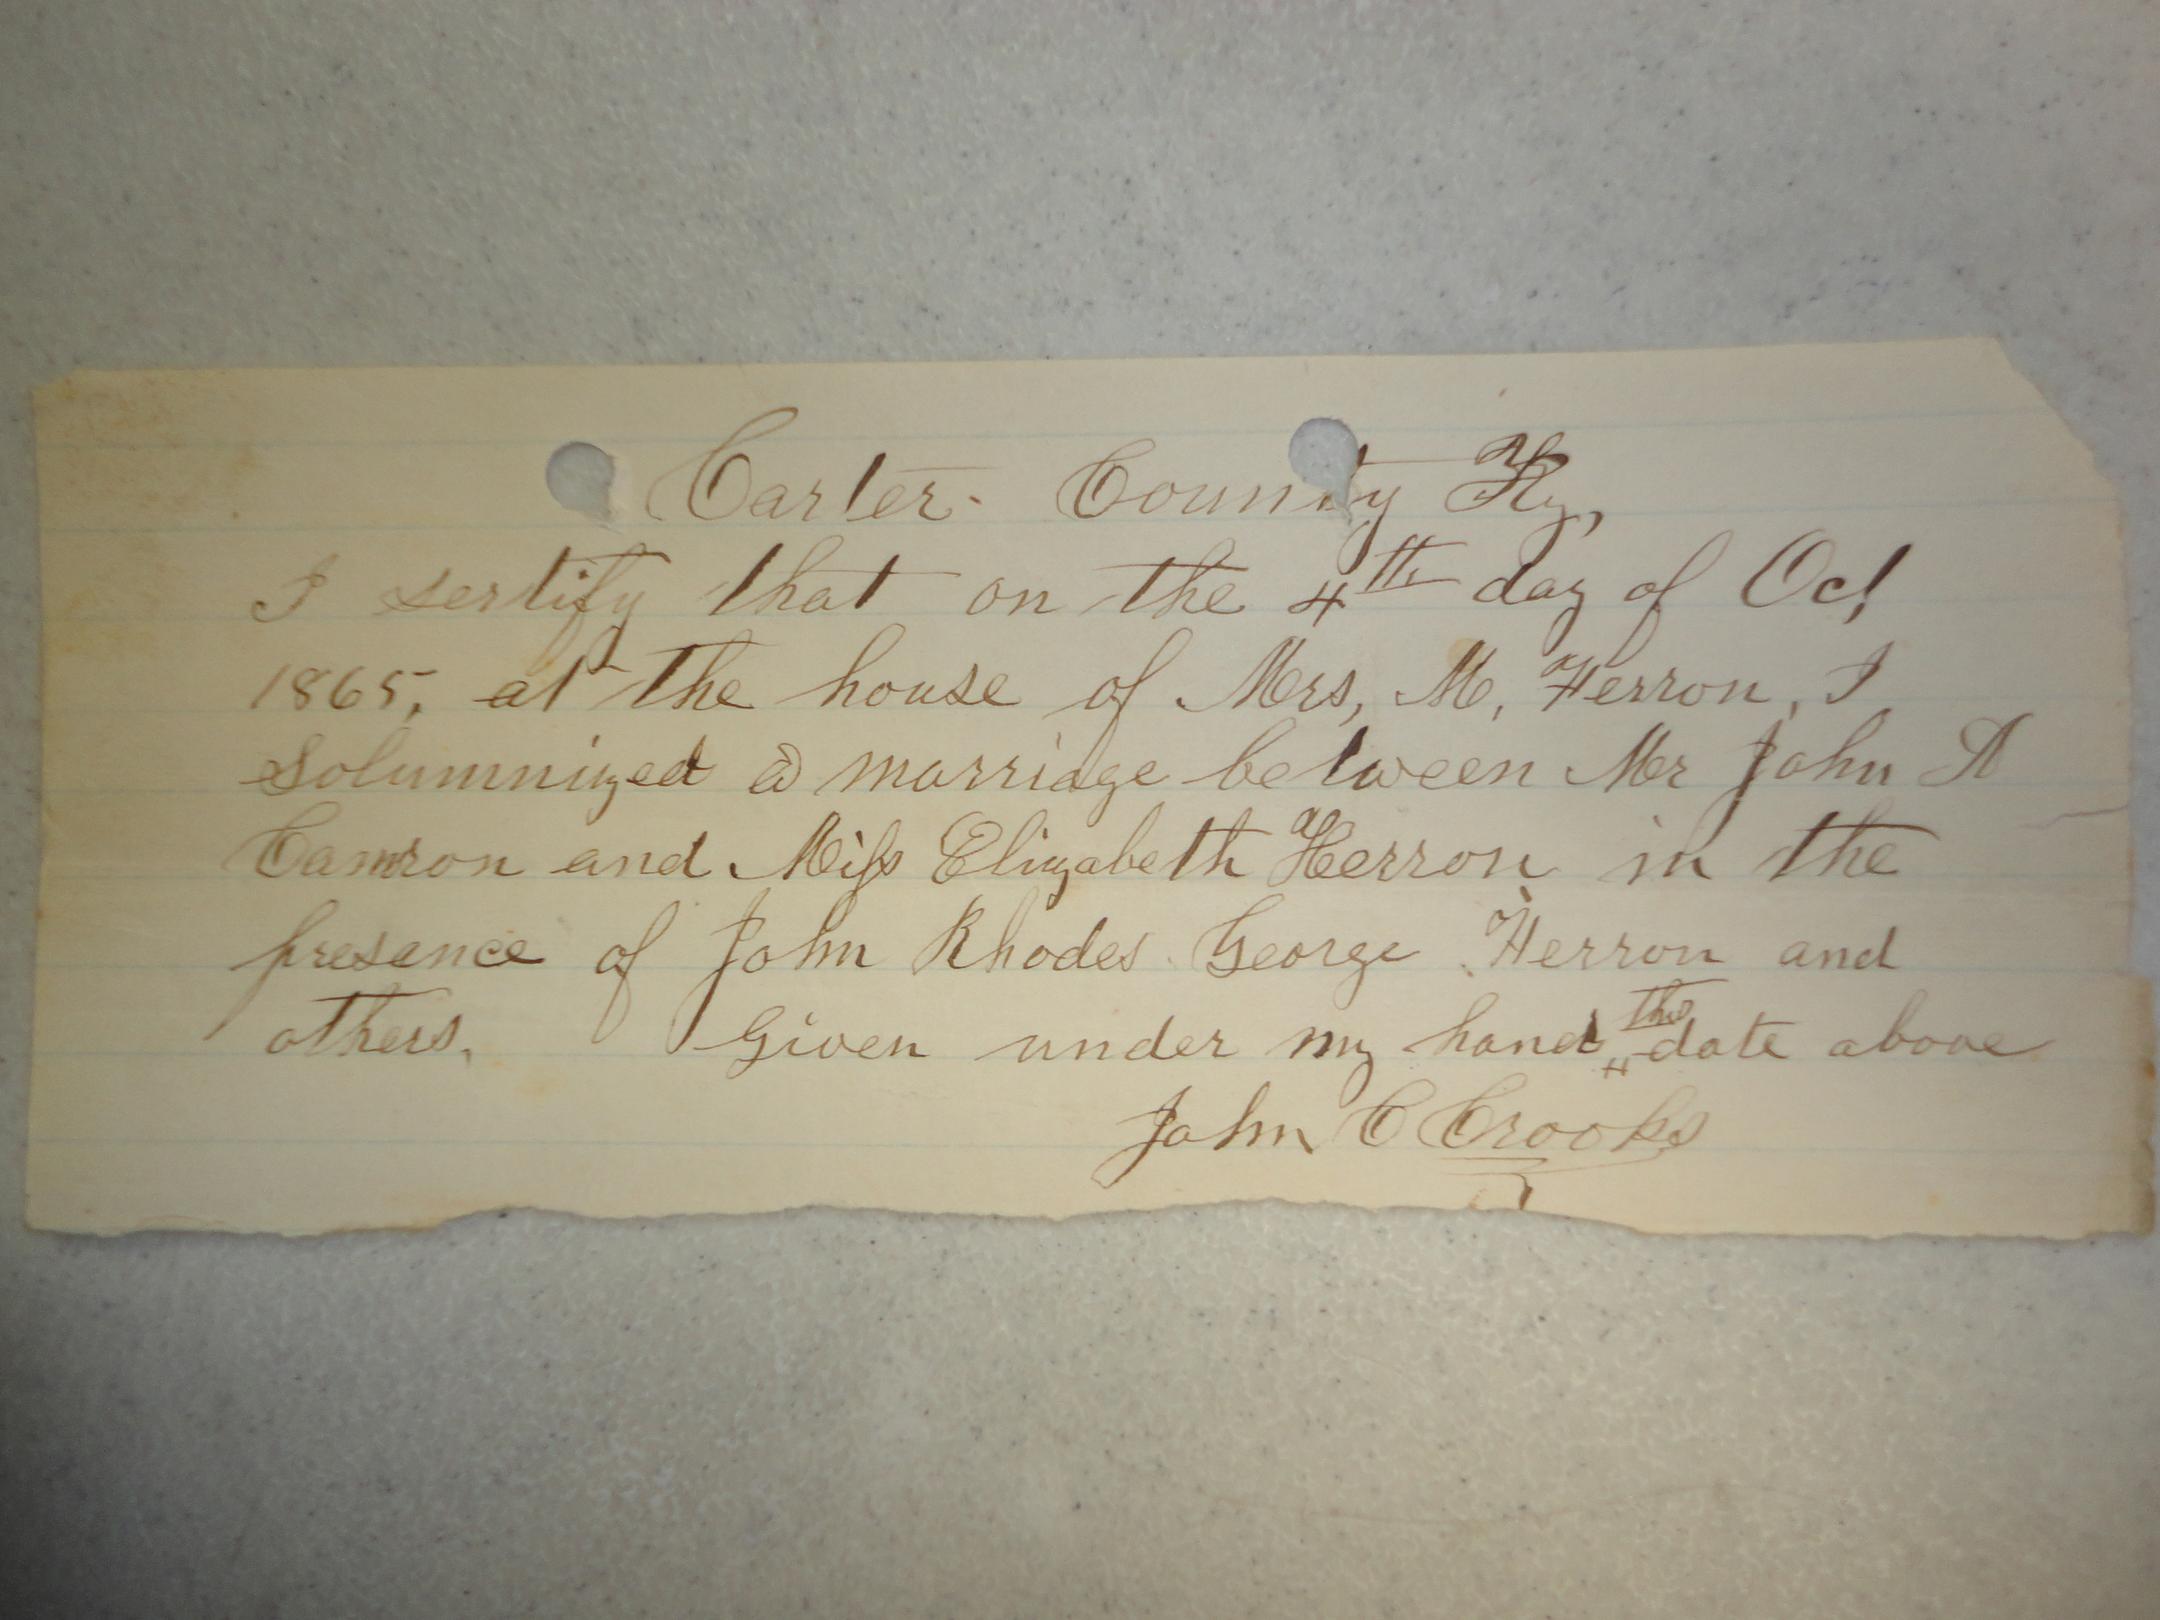 Carter County Ky,
I sertify that on the 4th day of Oct
1865, at the house of Mrs, M, Herron, I
Solumnized a marriage between Mr John A
Camron and Miss Elizabeth Herron in the
presence of John Rhodes George Herron and
others. Given under my hand the date above
John C Crooks